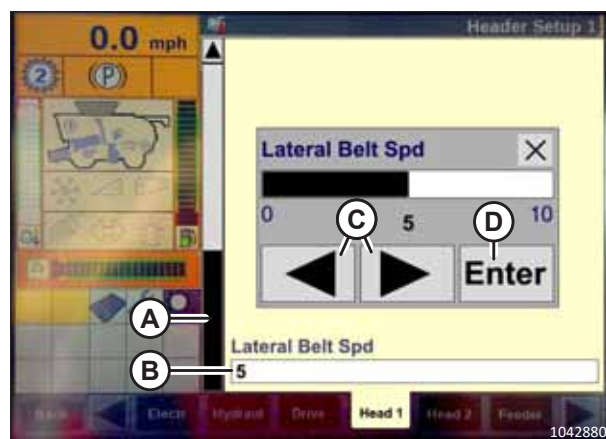 0.0 mph
Header Setup 1
2
(P)
Lateral Belt Spd
0
5
10
C
D
Enter
A
Lateral Belt Spd
B
5
Back
Electr
Hydraul
Drive
Head 1
Head 2
Feeder
1042880